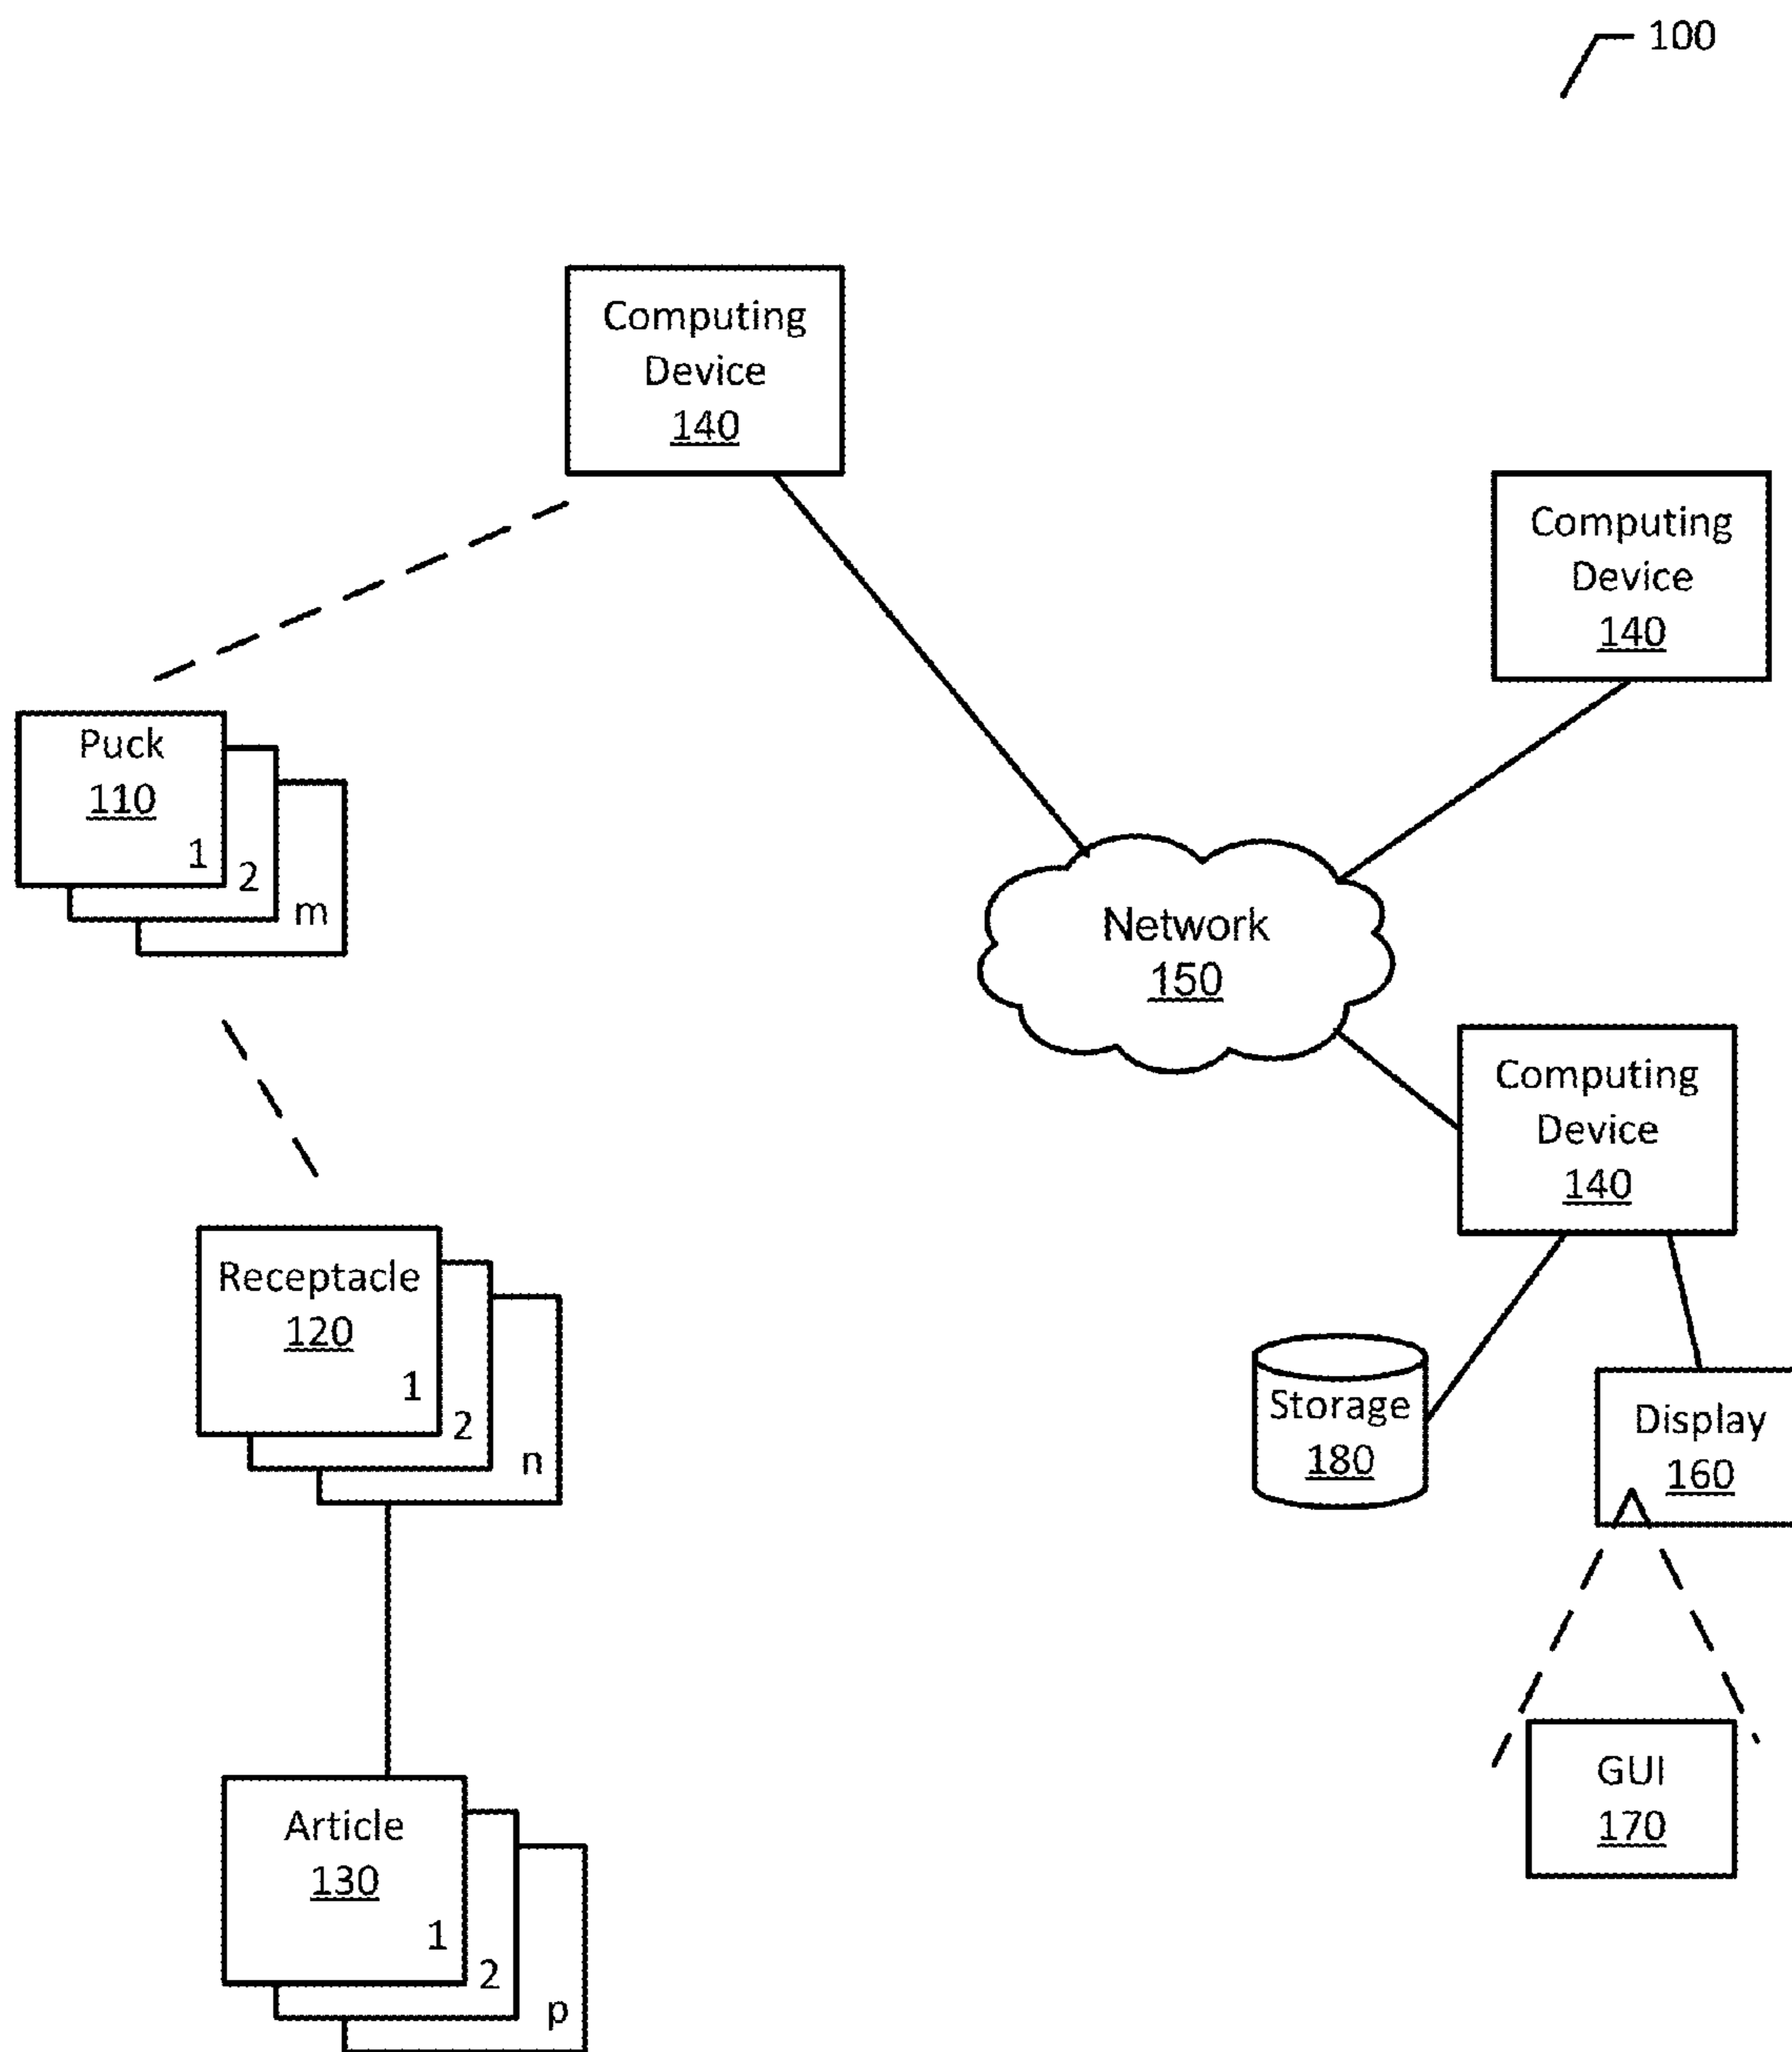 100
Computing
Device
140
Computing
Device
140
Puck
110
1
2
m
Network
150
Computing
Device
140
Receptacle
120
1
2
n
Storage
180
Display
160
Article
130
1
2
p
GUI
170